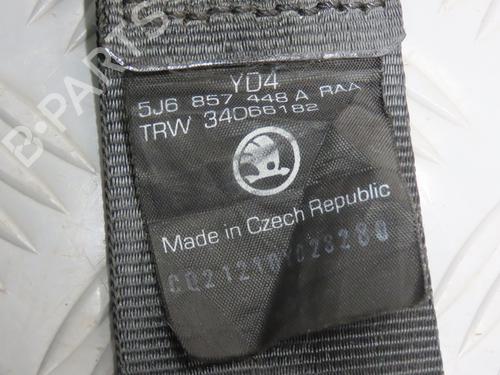 YD4
5J6 857 448 A RAA
TRW 34066182
Made in Czech Republic
B-PARTS